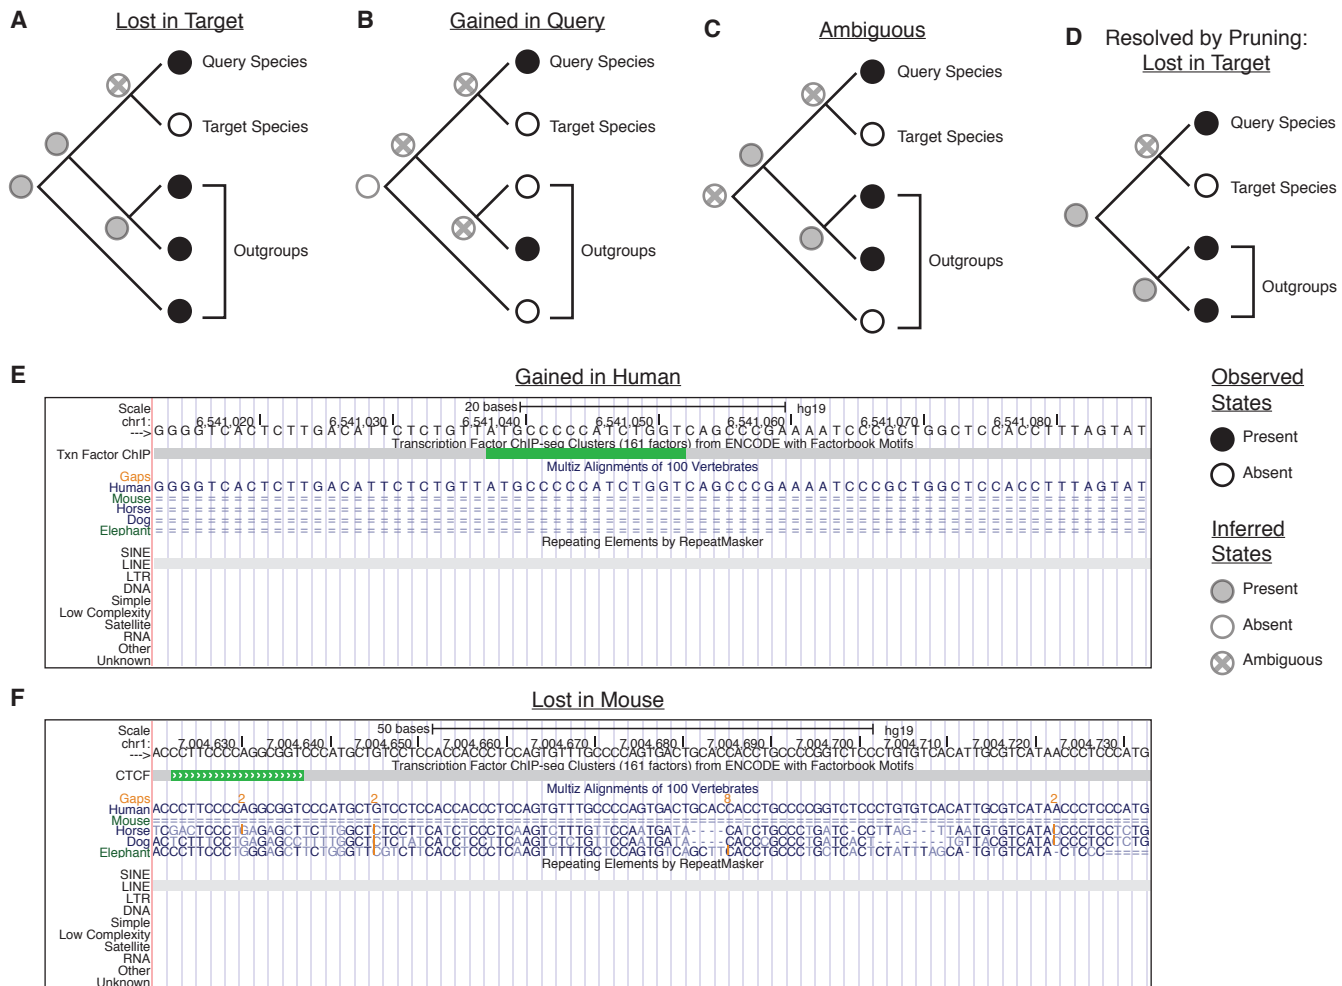 A
Lost in Target
Query Species
Target Species
Outgroups
B
Gained in Query
Query Species
Target Species
Outgroups
C
Ambiguous
Query Species
Target Species
Outgroups
D
Resolved by Pruning:
Lost in Target
Query Species
Target Species
Outgroups
E
Gained in Human
Scale
20 bases
hg19
chr1:
6,541,020
6,541,030
6,541,040
6,541,050
6,541,060
6,541,070
6,541,080
--->
GGGGTCACTCTTGACATTCTCTGTTATGCCCCCATCTGGTCAGCCCGAAAATCCCGCTGGCTCCACCTTTAGTAT
Transcription Factor ChIP-seq Clusters (161 factors) from ENCODE with Factorbook Motifs
Txn Factor ChIP
Multiz Alignments of 100 Vertebrates
Gaps
Human GGGGTCACTCTTGACATTCTCTGTTATGCCCCCATCTGGTCAGCCCGAAAATCCCGCTGGCTCCACCTTTAGTAT
Mouse
Horse
Dog
Elephant
Repeating Elements by RepeatMasker
SINE
LINE
LTR
DNA
Simple
Low Complexity
Satellite
RNA
Other
Unknown
Observed
States
Present
Absent
Inferred
States
Present
Absent
Ambiguous
F
Lost in Mouse
Scale
50 bases
hg19
chr1:
7,004,630
7,004,640
7,004,650
7,004,660
7,004,670
7,004,680
7,004,690
7,004,700
7,004,710
7,004,720
7,004,730
--->
ACCCTTCCCCAGGCGGTCCCATGCTGTCCTCCACCACCCTCCAGTGTTTGCCCCAGTGACTGCACCACCTGCCCCGGTCTCCCTGTGTCACATTGCGTCATAACCCTCCCATG
Transcription Factor ChIP-seq Clusters (161 factors) from ENCODE with Factorbook Motifs
CTCF
Multiz Alignments of 100 Vertebrates
Gaps 2 2 8 2
Human ACCCTTCCCCAGGCGGTCCCATGCTGTCCTCCACCACCCTCCAGTGTTTGCCCCAGTGACTGCACCACCTGCCCCGGTCTCCCTGTGTCACATTGCGTCATAACCCTCCCATG
Mouse
Horse
Dog
Elephant
Repeating Elements by RepeatMasker
SINE
LINE
LTR
DNA
Simple
Low Complexity
Satellite
RNA
Other
Unknown